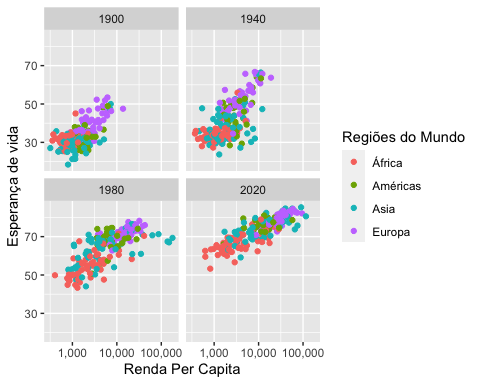 1900
1940
70
50
30
1980
2020
70
50
30
1,000
10,000
100,000
1,000
10,000
100,000
Renda Per Capita
Esperança de vida
Regiões do Mundo
África
Américas
Asia
Europa